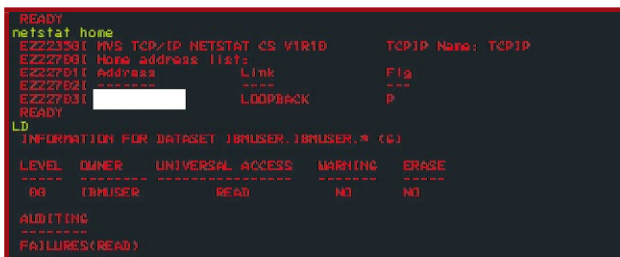 READY
netstat home
EZZ2350I MVS TCP/IP NETSTAT CS V1R10 TCPIP Name: TCPIP
EZZ2700I Home address list:
EZZ2701I Address Link Flg
EZZ2702I ------- ---- ---
EZZ2703I LOOPBACK P
READY
LD
INFORMATION FOR DATASET IBMUSER.IBMUSER.* (G)
LEVEL OWNER UNIVERSAL ACCESS WARNING ERASE
----- -------- ---------------- ------- -----
00 IBMUSER READ NO NO
AUDITING
--------
FAILURES(READ)